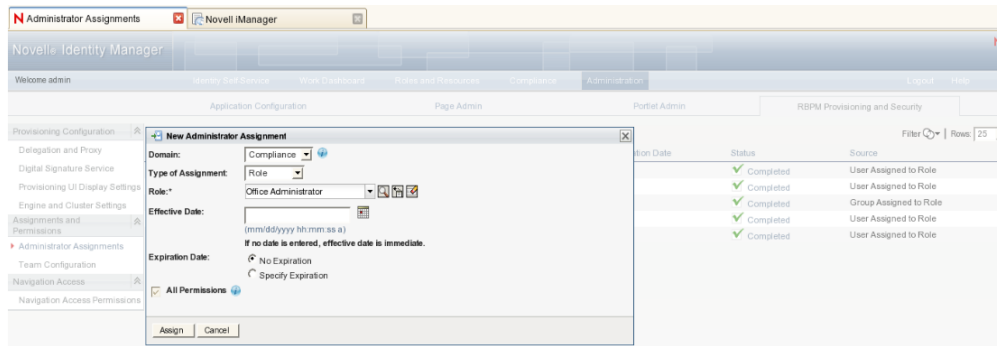 Administrator Assignments
Novell iManager
Novell® Identity Manager
Welcome admin
Identity Self-Service Work Dashboard Roles and Resources Compliance Administration Logout Help
Application Configuration Page Admin Portlet Admin RBPM Provisioning and Security
Provisioning Configuration
Filter Rows: 25
Delegation and Proxy
Digital Signature Service
Provisioning UI Display Settings
Engine and Cluster Settings
Assignments and
Permissions
Administrator Assignments
Team Configuration
Navigation Access
Navigation Access Permissions
New Administrator Assignment
Domain: Compliance
Type of Assignment: Role
Role:* Office Administrator
Effective Date:
(mm/dd/yyyy hh:mm:ss a)
If no date is entered, effective date is immediate.
Expiration Date: No Expiration
Specify Expiration
All Permissions
Assign Cancel
ation Date Status Source
Completed User Assigned to Role
Completed User Assigned to Role
Completed Group Assigned to Role
Completed User Assigned to Role
Completed User Assigned to Role